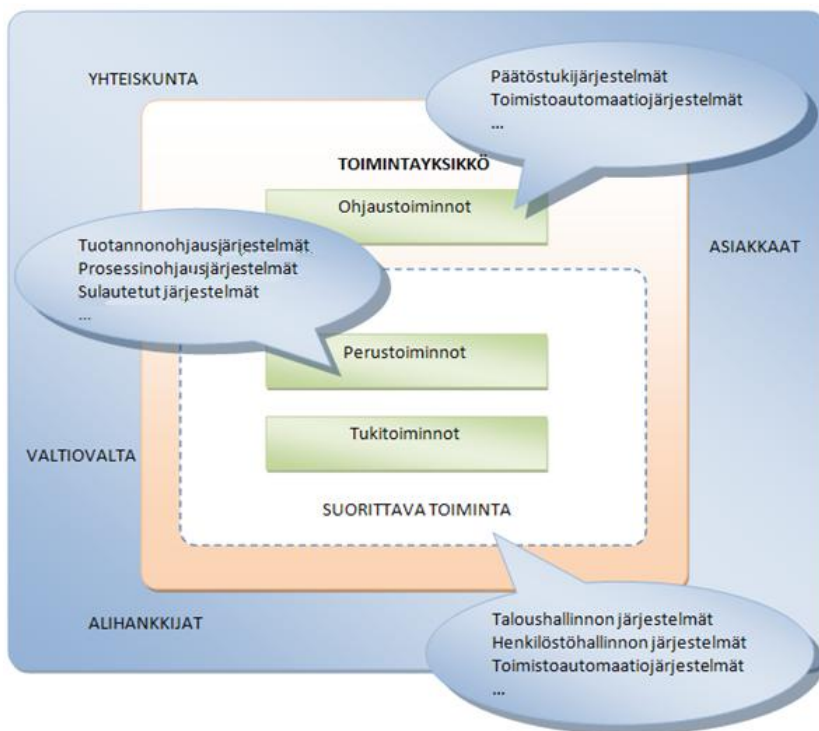 YHTEISKUNTA
Päätöstukijärjestelmät
Toimistoautomaatiojärjestelmät
...
TOIMINTAYKSIKKÖ
Ohjaustoiminnot
ASIAKKAAT
Tuotannonohjausjärjestelmät
Prosessinohjausjärjestelmät
Sulautetut järjestelmät
...
Perustoiminnot
Tukitoiminnot
VALTIOVALTA
SUORITTAVA TOIMINTA
ALIHANKKIJAT
Taloushallinnon järjestelmät
Henkilöstöhallinnon järjestelmät
Toimistoautomaatiojärjestelmät
...